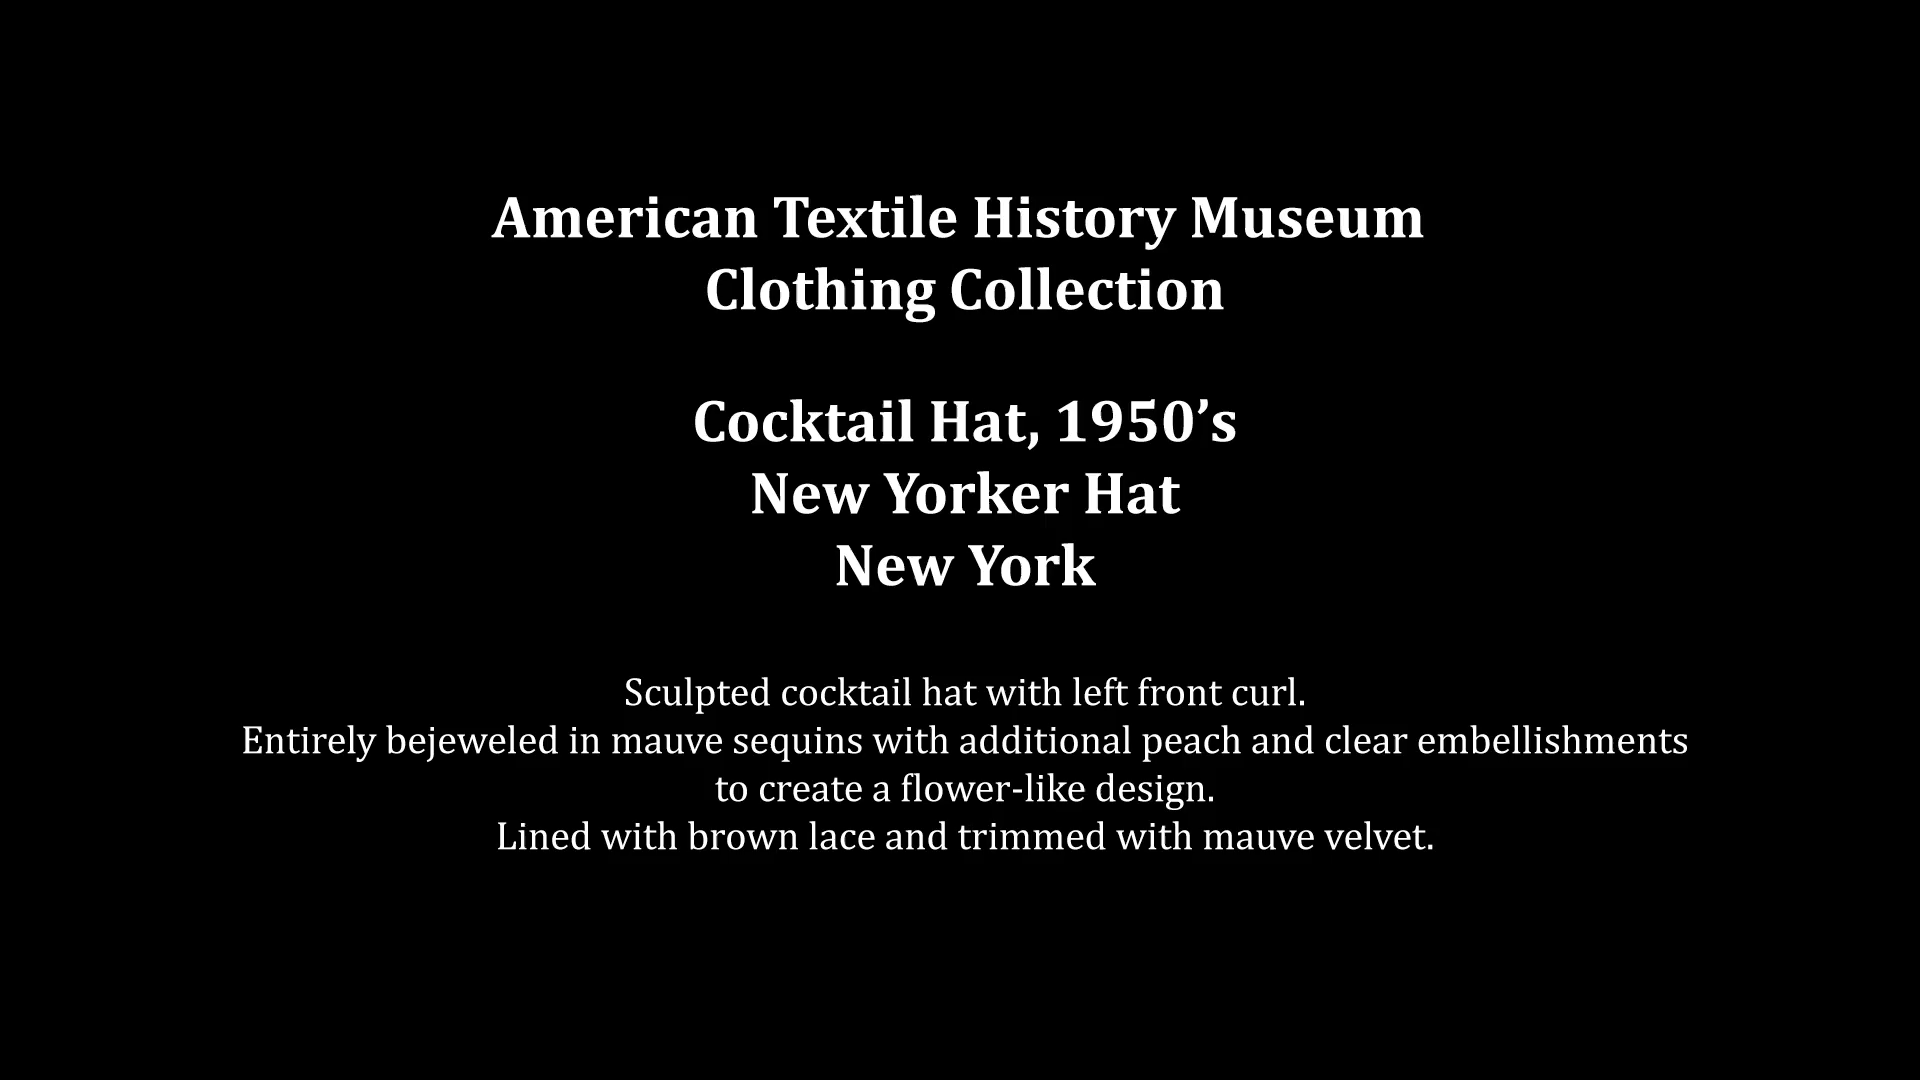 American Textile History Museum
Clothing Collection
Cocktail Hat, 1950’s
New Yorker Hat
New York
Sculpted cocktail hat with left front curl.
Entirely bejeweled in mauve sequins with additional peach and clear embellishments
to create a flower-like design.
Lined with brown lace and trimmed with mauve velvet.